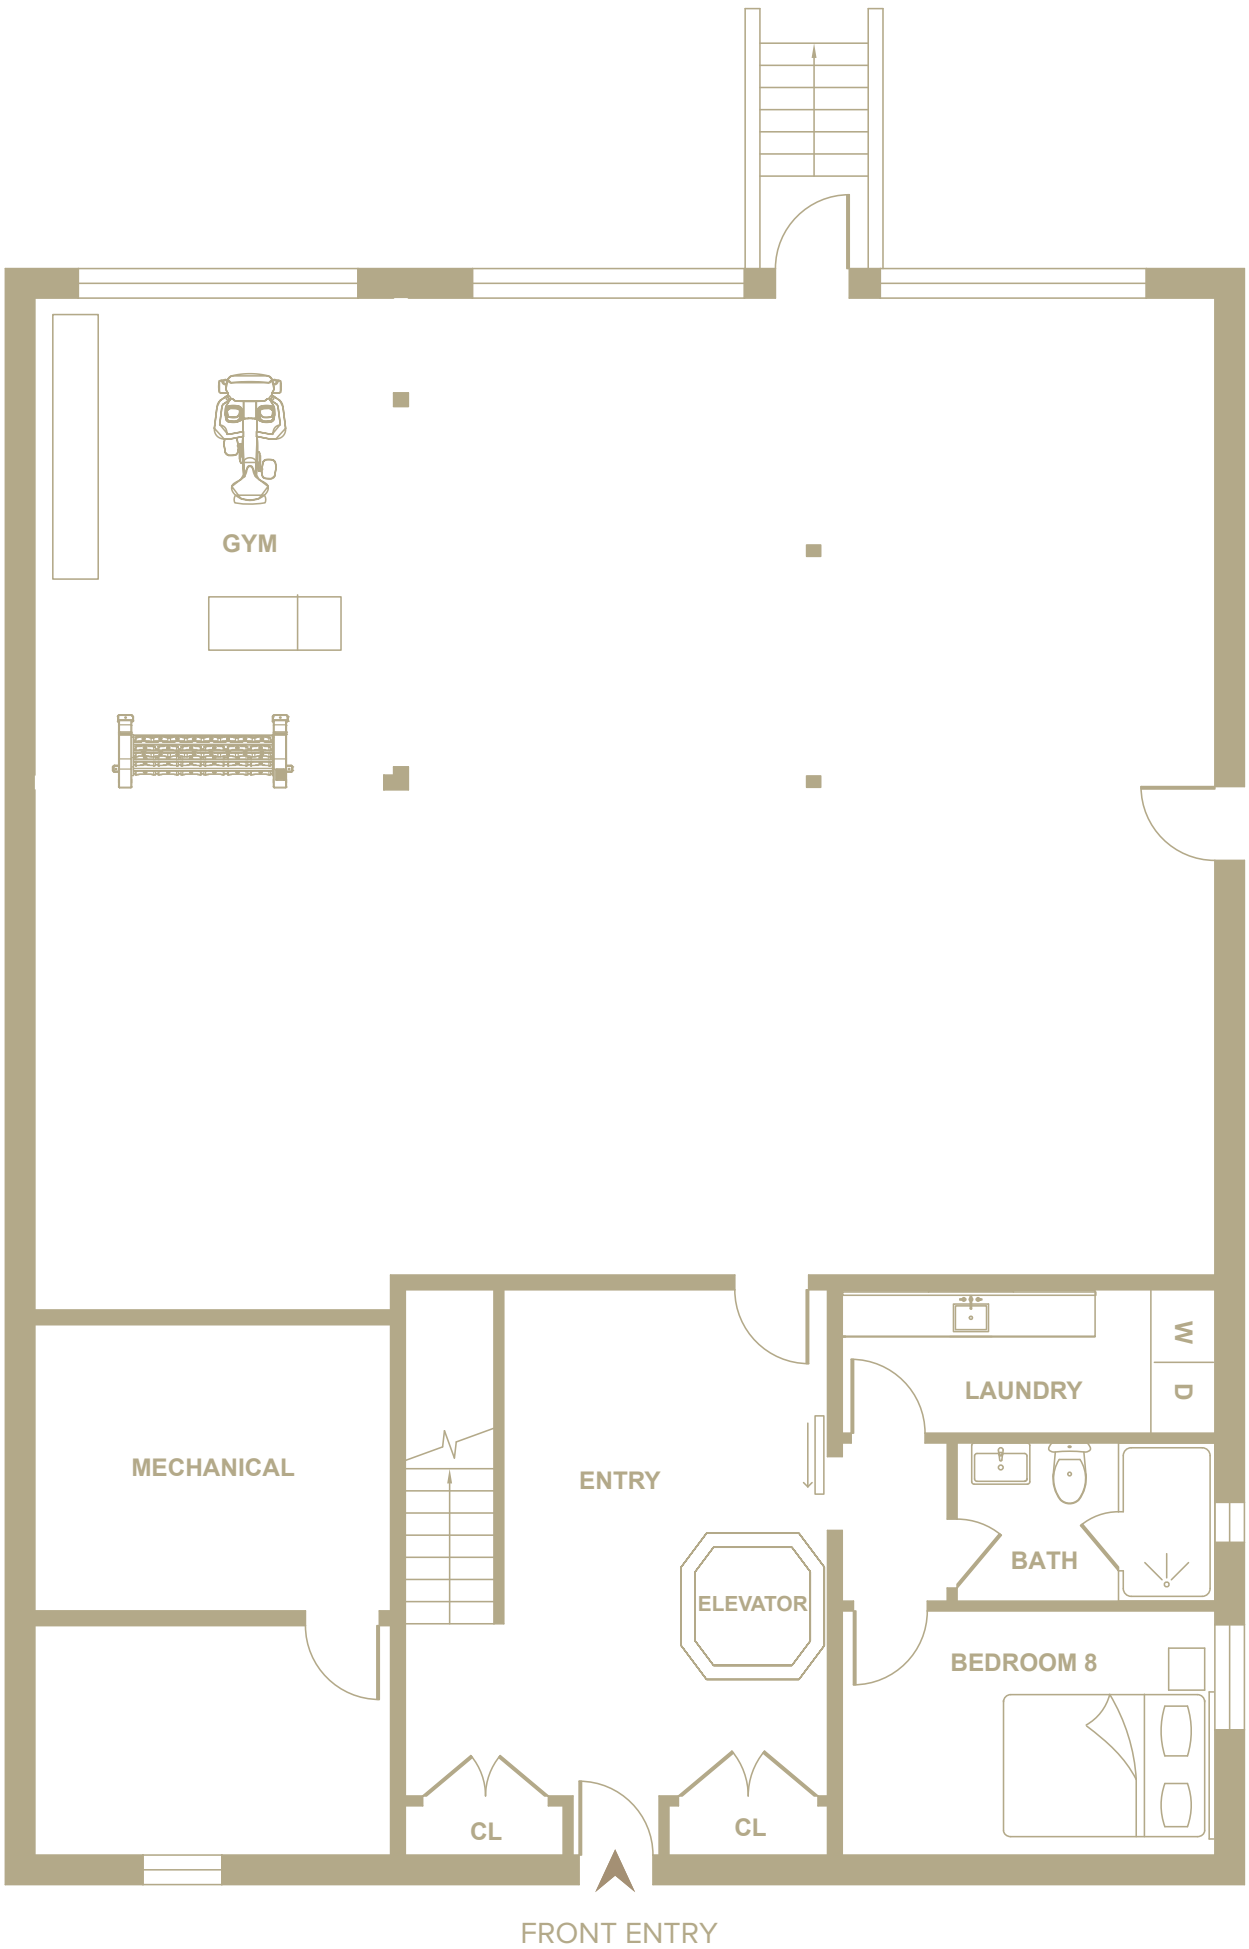 GYM
W
LAUNDRY
D
MECHANICAL
ENTRY
BATH
ELEVATOR
BEDROOM 8
CL
CL
FRONT ENTRY